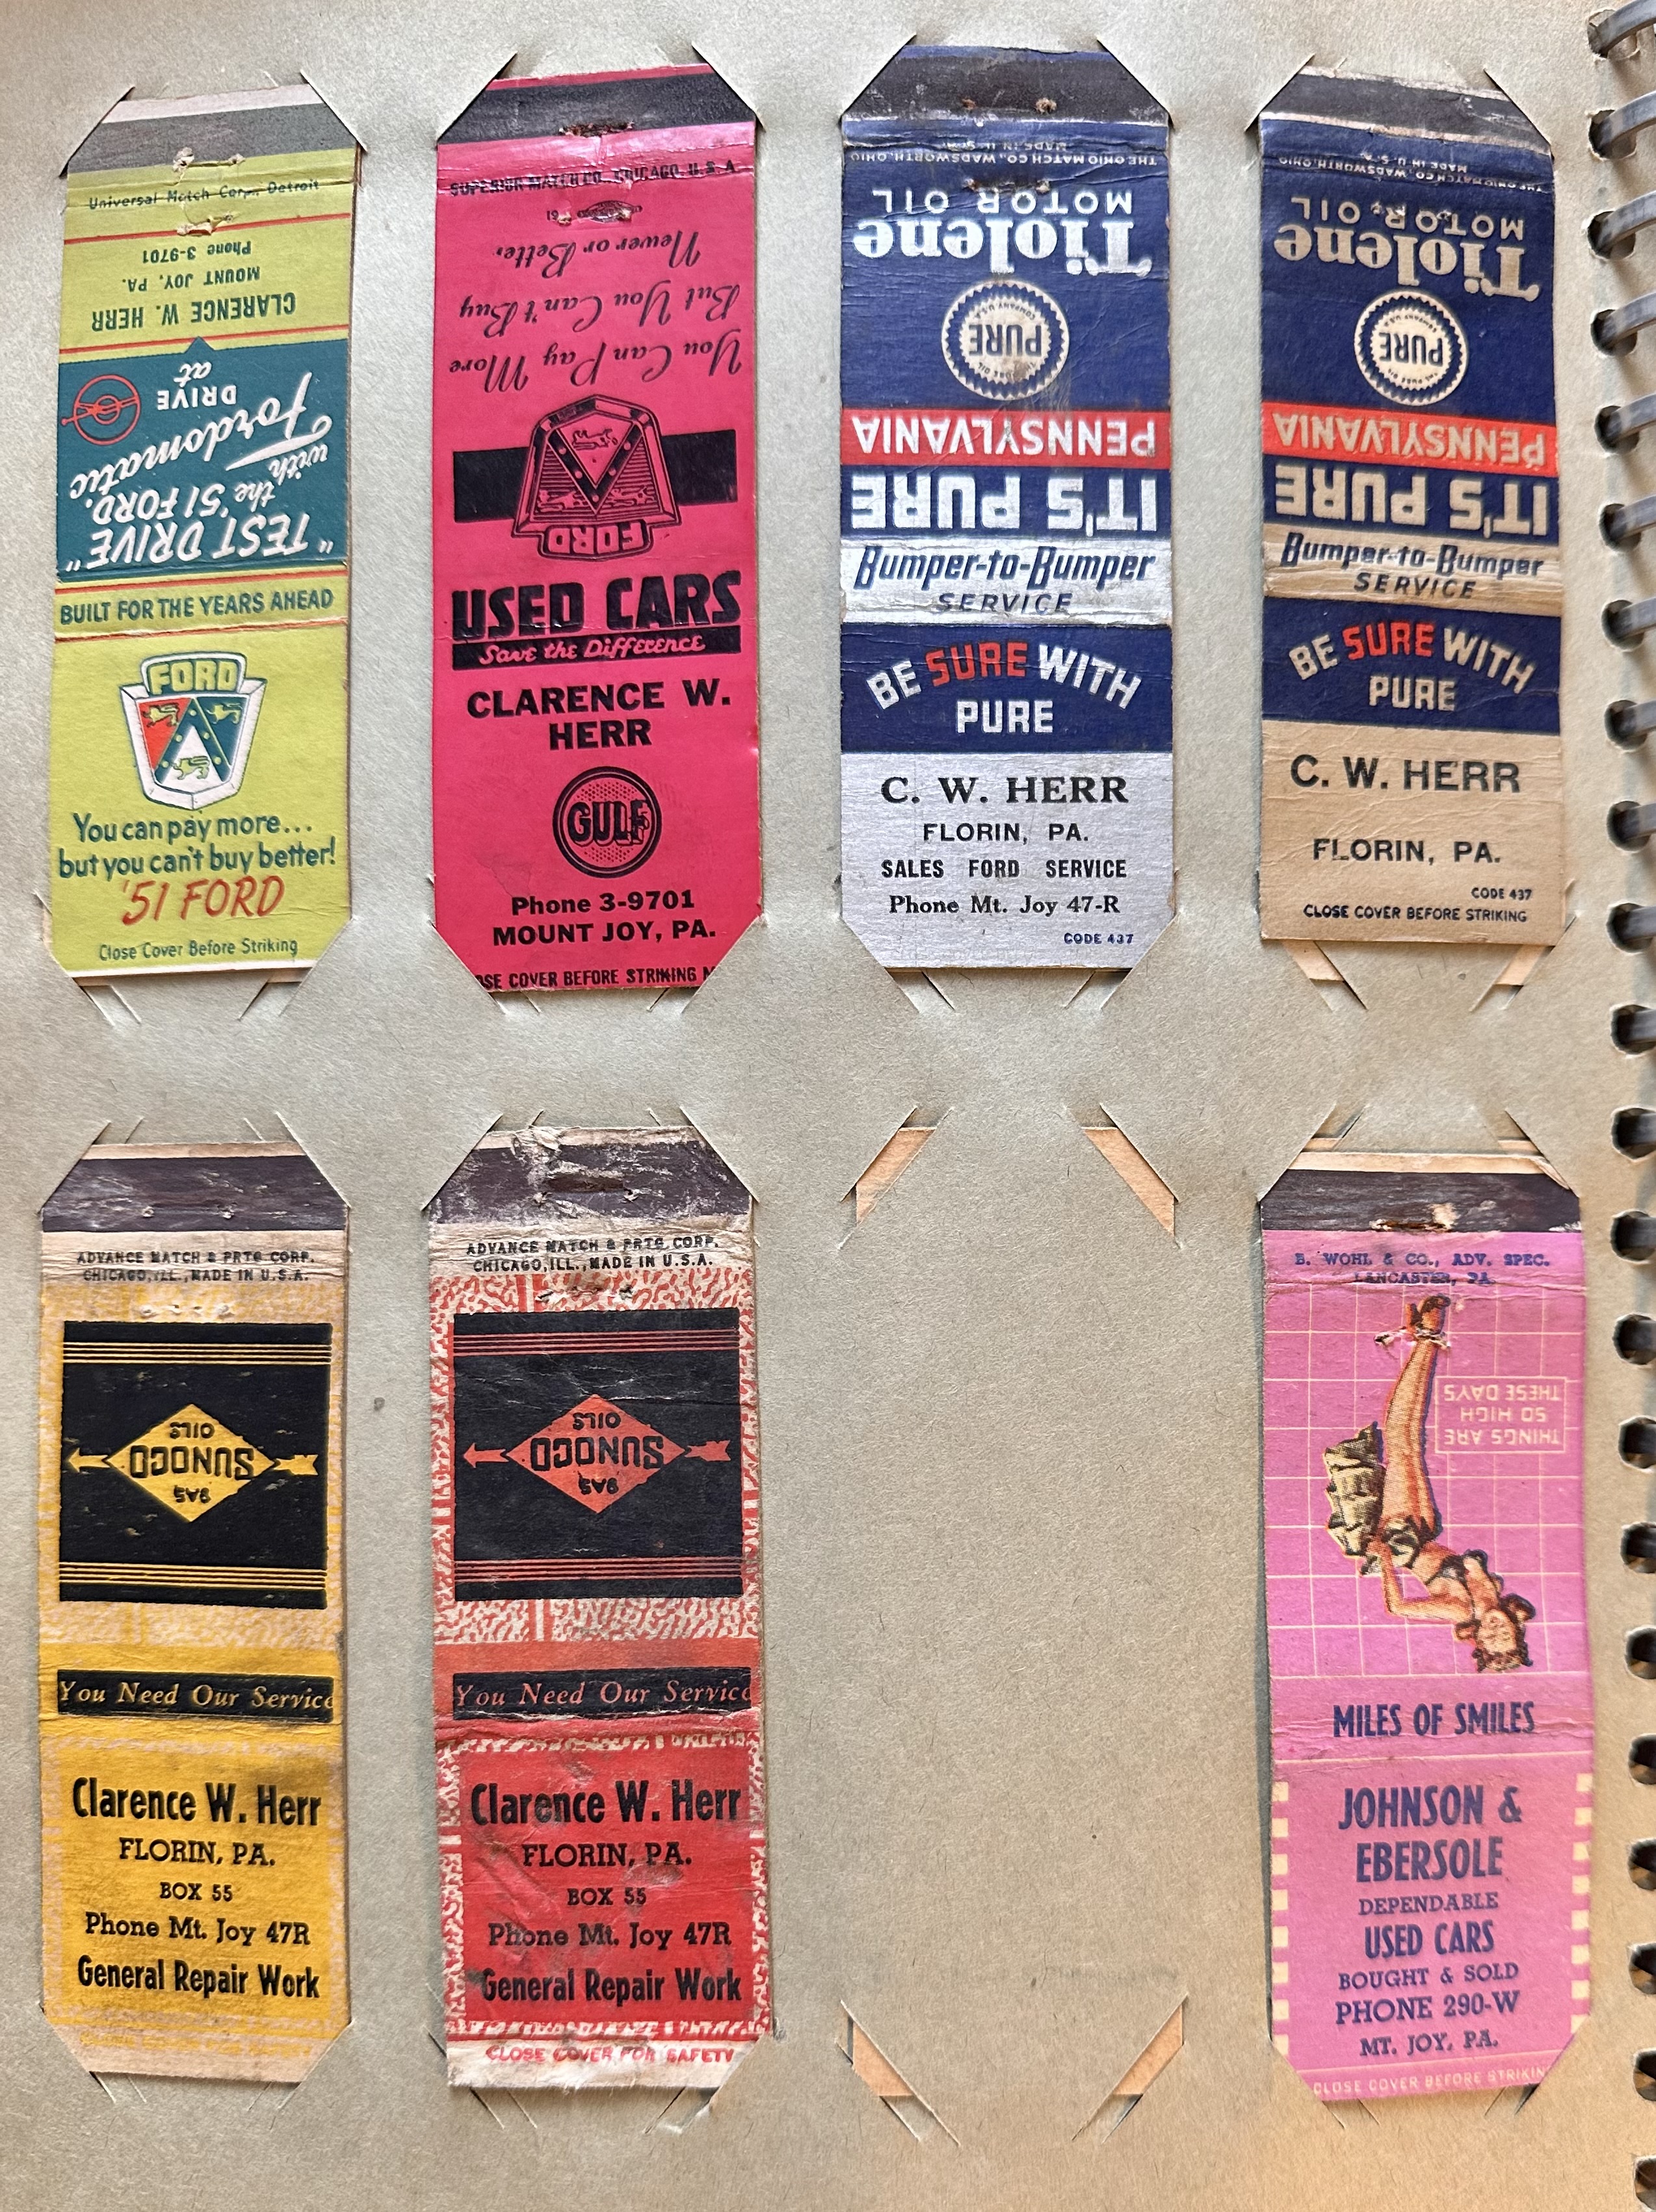 Universal Match Corp., Detroit
"TEST DRIVE"
the '51 FORD.
with
Fordomatic
DRIVE
at
CLARENCE W. HERR
MOUNT JOY, PA.
Phone 3-9701
BUILT FOR THE YEARS AHEAD
FORD
You can pay more...
but you can't buy better!
'51 FORD
Close Cover Before Striking
SUPERIOR MATCH CO., CHICAGO, U.S.A.
FORD
You Can Pay More
But You Can't Buy
Newer or Better
USED CARS
Save the Difference
CLARENCE W.
HERR
GULF
Phone 3-9701
MOUNT JOY, PA.
OSE COVER BEFORE STRIKING M
IT'S PURE
PENNSYLVANIA
PURE
Tiolene
MOTOR OIL
MADE IN U.S.A.
THE OHIO MATCH CO., WADSWORTH, OHIO
Bumper-to-Bumper
SERVICE
BE SURE WITH
PURE
C. W. HERR
FLORIN, PA.
SALES FORD SERVICE
Phone Mt. Joy 47-R
CODE 437
IT'S PURE
PENNSYLVANIA
PURE
Tiolene
MOTOR OIL
MADE IN U.S.A.
THE OHIO MATCH CO., WADSWORTH, OHIO
Bumper-to-Bumper
SERVICE
BE SURE WITH
PURE
C. W. HERR
FLORIN, PA.
CODE 437
CLOSE COVER BEFORE STRIKING
ADVANCE MATCH & PRTG CORP.
CHICAGO, ILL., MADE IN U.S.A.
GAS
SUNOCO
OILS
You Need Our Service
Clarence W. Herr
FLORIN, PA.
BOX 55
Phone Mt. Joy 47R
General Repair Work
ADVANCE MATCH & PRTG. CORP.
CHICAGO, ILL., MADE IN U.S.A.
GAS
SUNOCO
OILS
You Need Our Service
Clarence W. Herr
FLORIN, PA.
BOX 55
Phone Mt. Joy 47R
General Repair Work
CLOSE COVER FOR SAFETY
B. WOHL & CO., ADV. SPEC.
LANCASTER, PA.
THINGS ARE
SO HIGH
THESE DAYS
MILES OF SMILES
JOHNSON &
EBERSOLE
DEPENDABLE
USED CARS
BOUGHT & SOLD
PHONE 290-W
MT. JOY, PA.
CLOSE COVER BEFORE STRIKIN